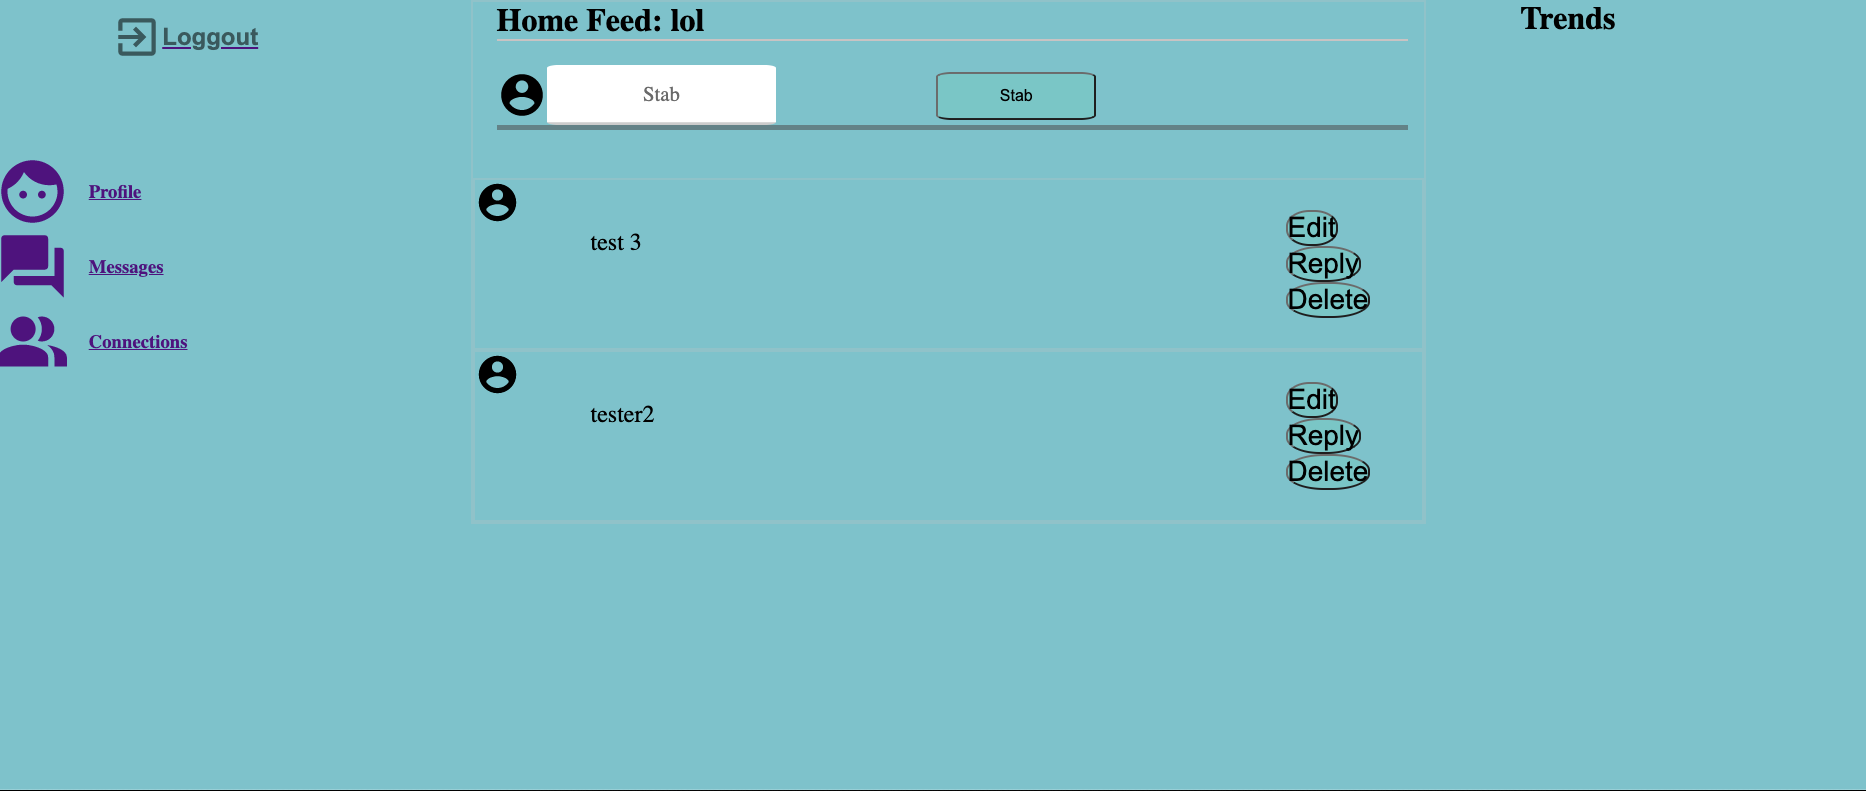 Loggout
Profile
Messages
Connections
Home Feed: lol
Stab
Stab
test 3
Edit
Reply
Delete
tester2
Edit
Reply
Delete
Trends